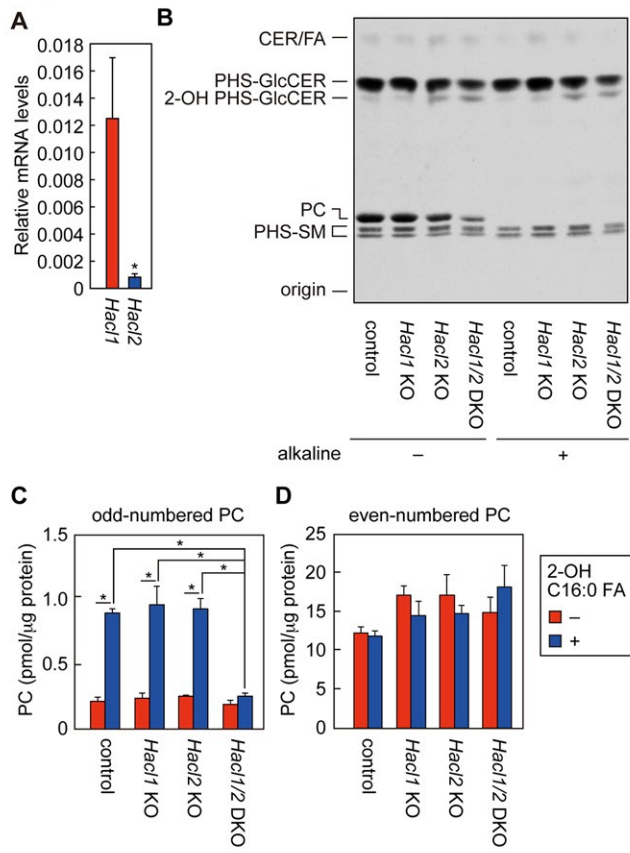 A
Relative mRNA levels
0.018
0.016
0.014
0.012
0.010
0.008
0.006
0.004
0.002
0
*
Hacl1
Hacl2
B
CER/FA
PHS-GlcCER
2-OH PHS-GlcCER
PC
PHS-SM
origin
control
Hacl1 KO
Hacl2 KO
Hacl1/2 DKO
control
Hacl1 KO
Hacl2 KO
Hacl1/2 DKO
alkaline − +
C
odd-numbered PC
PC (pmol/μg protein)
1.5
1.0
0.5
0
*
*
*
*
*
*
control
Hacl1 KO
Hacl2 KO
Hacl1/2 DKO
D
even-numbered PC
PC (pmol/μg protein)
25
20
15
10
5
0
control
Hacl1 KO
Hacl2 KO
Hacl1/2 DKO
2-OH
C16:0 FA
−
+